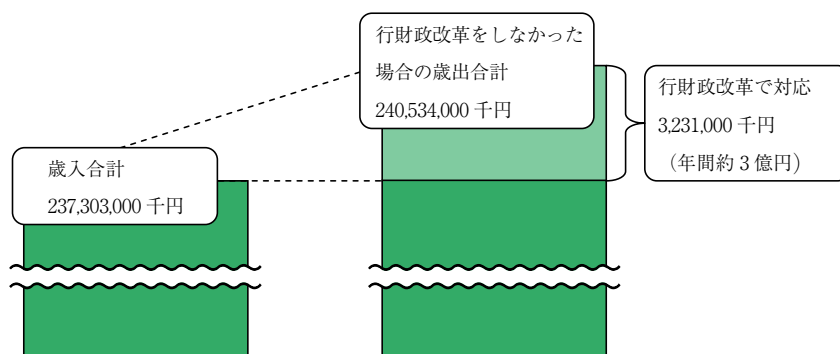 行財政改革をしなかった
場合の歳出合計
240,534,000 千円
行財政改革で対応
3,231,000 千円
（年間約 3 億円）
歳入合計
237,303,000 千円